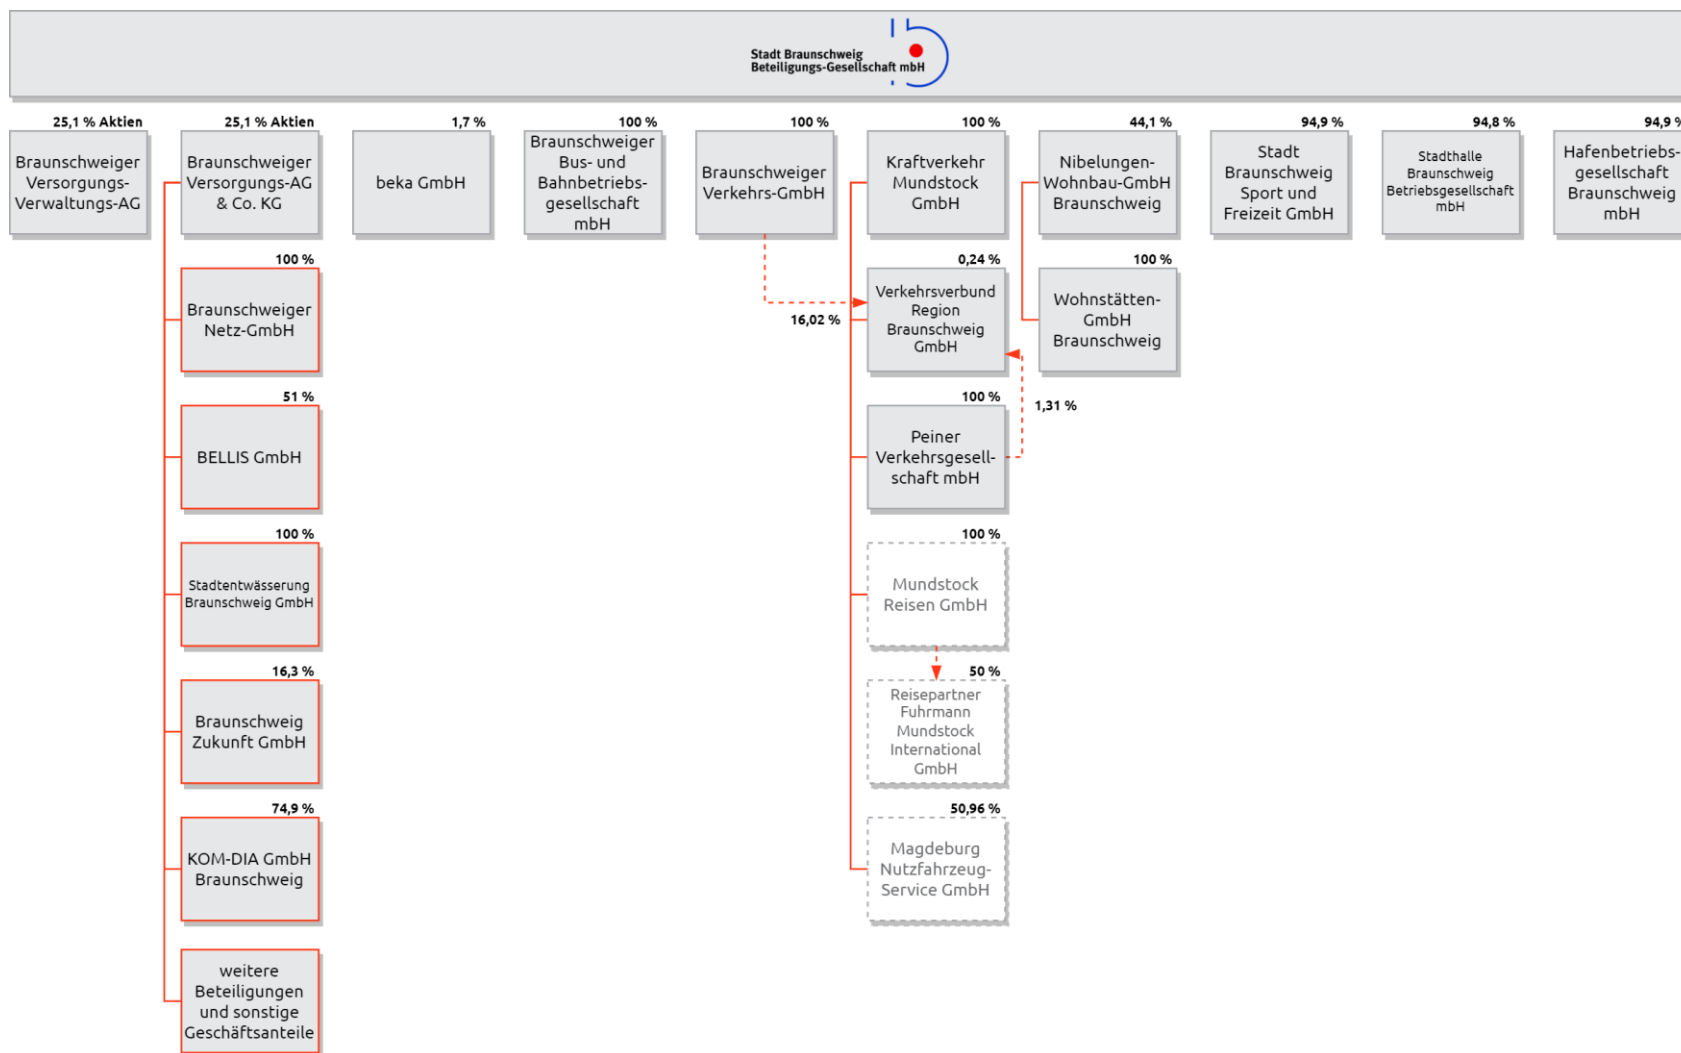 Stadt Braunschweig
Beteiligungs-Gesellschaft mbH
25,1 % Aktien
Braunschweiger
Versorgungs-
Verwaltungs-AG
25,1 % Aktien
Braunschweiger
Versorgungs-AG
& Co. KG
1,7 %
beka GmbH
100 %
Braunschweiger
Bus- und
Bahnbetriebs-
gesellschaft
mbH
100 %
Braunschweiger
Verkehrs-GmbH
100 %
Kraftverkehr
Mundstock
GmbH
44,1 %
Nibelungen-
Wohnbau-GmbH
Braunschweig
94,9 %
Stadt
Braunschweig
Sport und
Freizeit GmbH
94,8 %
Stadthalle
Braunschweig
Betriebsgesellschaft
mbH
94,9 %
Hafenbetriebs-
gesellschaft
Braunschweig
mbH
100 %
Braunschweiger
Netz-GmbH
16,02 %
0,24 %
Verkehrsverbund
Region
Braunschweig
GmbH
100 %
Wohnstätten-
GmbH
Braunschweig
51 %
BELLIS GmbH
100 %
Peiner
Verkehrsgesell-
schaft mbH
1,31 %
100 %
Stadtentwässerung
Braunschweig GmbH
100 %
Mundstock
Reisen GmbH
16,3 %
Braunschweig
Zukunft GmbH
50 %
Reisepartner
Fuhrmann
Mundstock
International
GmbH
74,9 %
KOM-DIA GmbH
Braunschweig
50,96 %
Magdeburg
Nutzfahrzeug-
Service GmbH
weitere
Beteiligungen
und sonstige
Geschäftsanteile